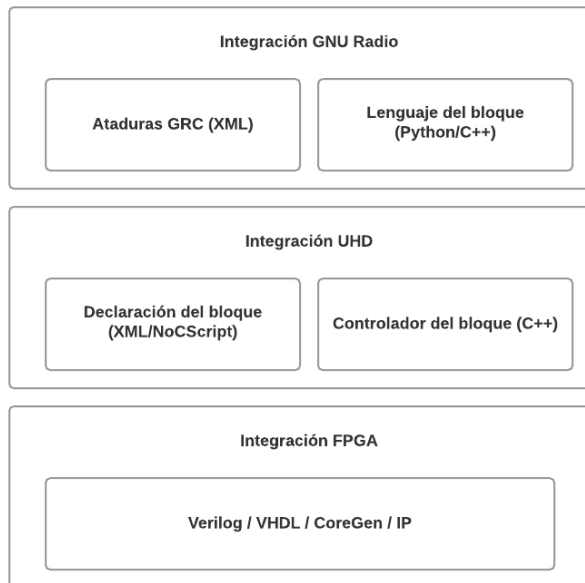 Integración GNU Radio
Ataduras GRC (XML)
Lenguaje del bloque
(Python/C++)
Integración UHD
Declaración del bloque
(XML/NoCScript)
Controlador del bloque (C++)
Integración FPGA
Verilog / VHDL / CoreGen / IP